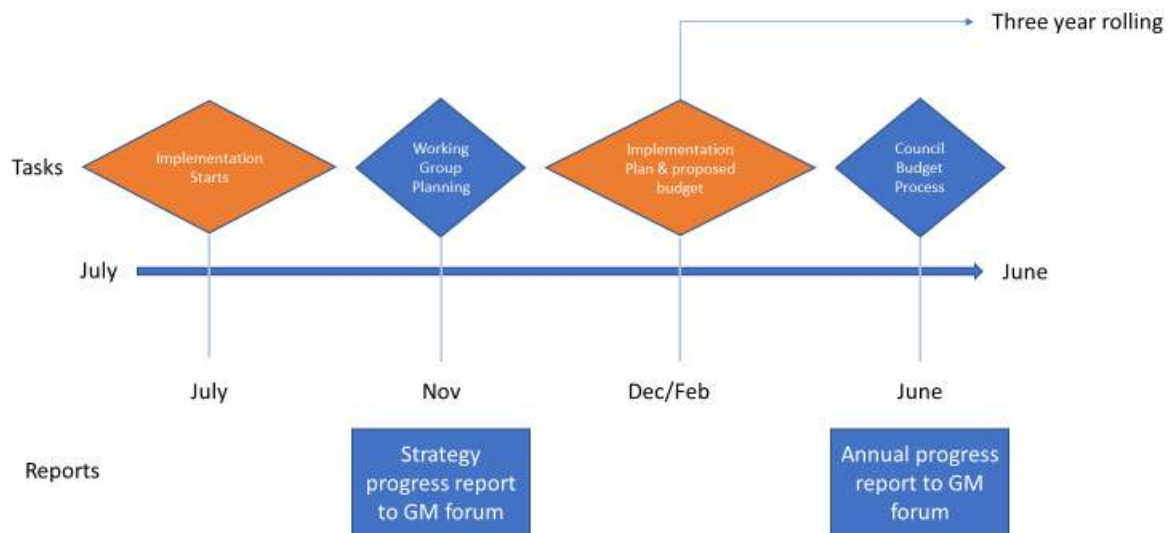 Three year rolling
Tasks
Implementation
Starts
Working
Group
Planning
Implementation
Plan & proposed
budget
Council
Budget
Process
July
June
July
Nov
Dec/Feb
June
Reports
Strategy
progress report
to GM forum
Annual progress
report to GM
forum